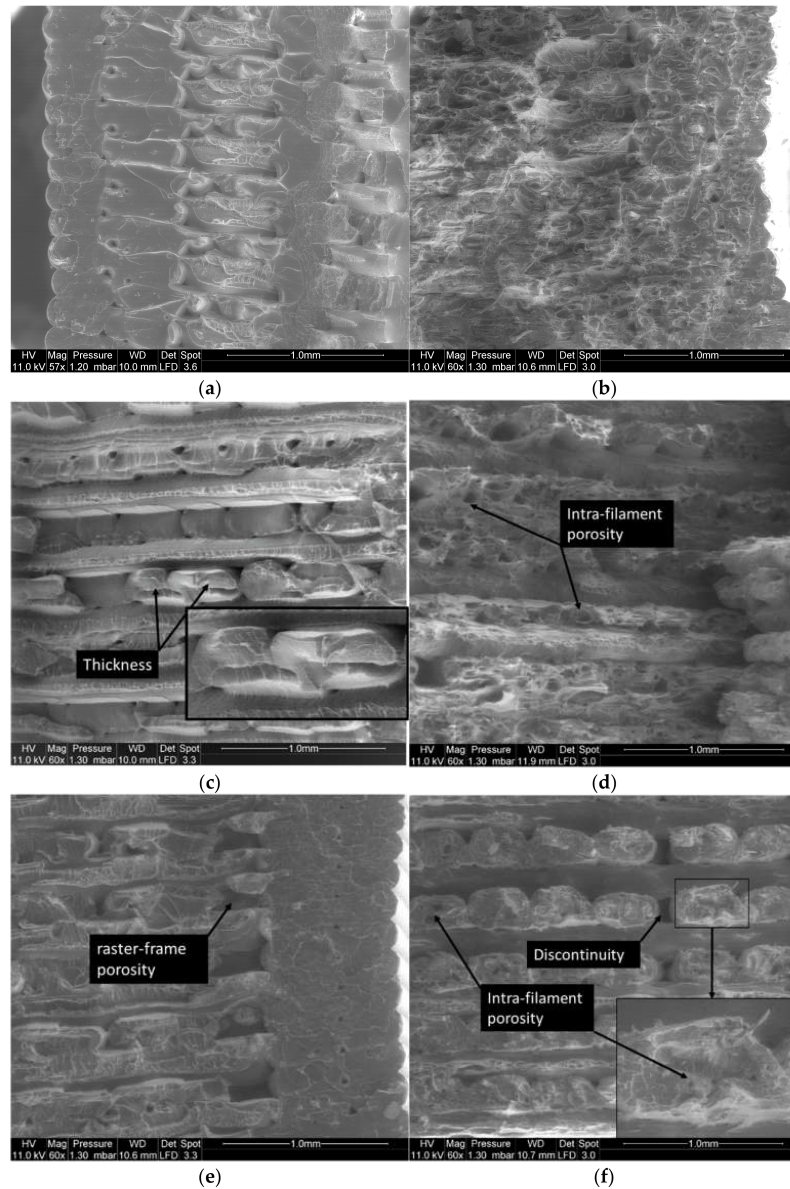 HV Mag Pressure WD Det Spot 1.0mm
11.0 kV 57x 1.20 mbar 10.0 mm LFD 3.6
HV Mag Pressure WD Det Spot 1.0mm
11.0 kV 60x 1.30 mbar 10.6 mm LFD 3.0
(a) (b)
Thickness
Intra-filament
porosity
HV Mag Pressure WD Det Spot 1.0mm
11.0 kV 60x 1.30 mbar 10.0 mm LFD 3.3
HV Mag Pressure WD Det Spot 1.0mm
11.0 kV 60x 1.30 mbar 11.9 mm LFD 3.0
(c) (d)
raster-frame
porosity
Discontinuity
Intra-filament
porosity
HV Mag Pressure WD Det Spot 1.0mm
11.0 kV 60x 1.30 mbar 10.6 mm LFD 3.3
HV Mag Pressure WD Det Spot 1.0mm
11.0 kV 60x 1.30 mbar 10.7 mm LFD 3.0
(e) (f)